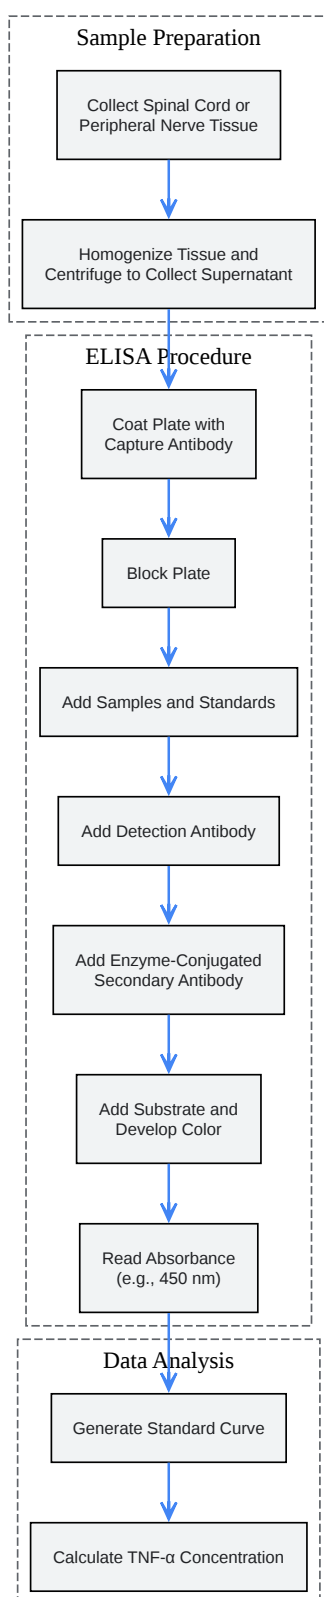 Sample Preparation
Collect Spinal Cord or
Peripheral Nerve Tissue
Homogenize Tissue and
Centrifuge to Collect Supernatant
ELISA Procedure
Coat Plate with
Capture Antibody
Block Plate
Add Samples and Standards
Add Detection Antibody
Add Enzyme-Conjugated
Secondary Antibody
Add Substrate and
Develop Color
Read Absorbance
(e.g., 450 nm)
Data Analysis
Generate Standard Curve
Calculate TNF-α Concentration